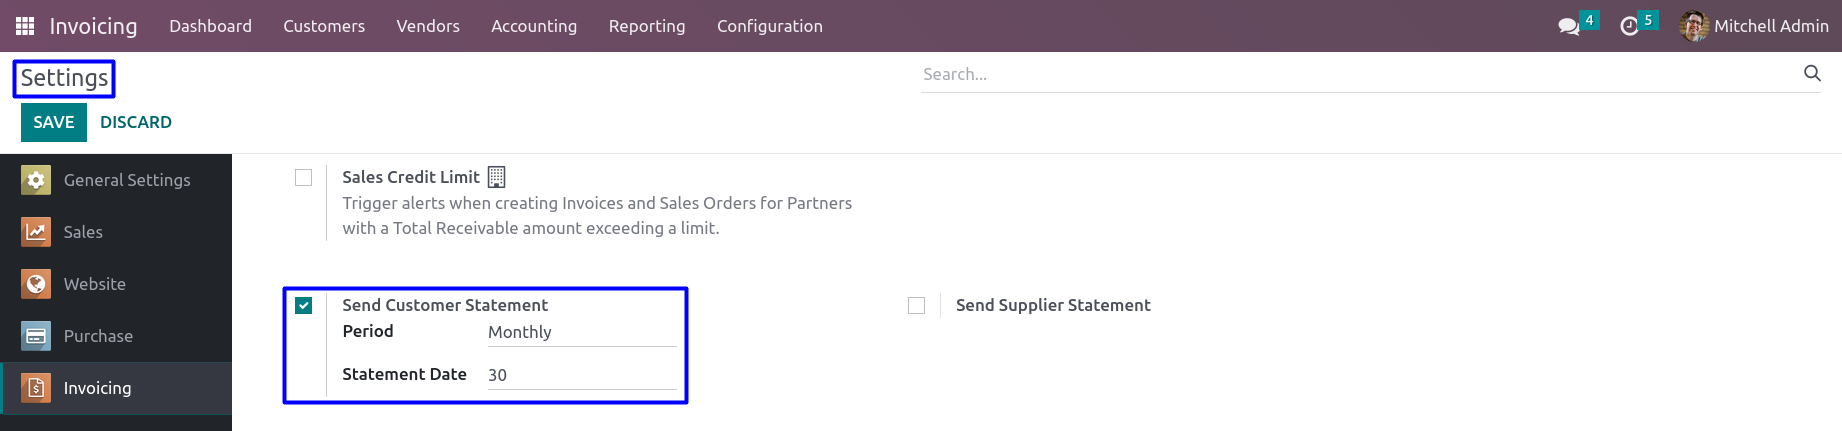 Invoicing Dashboard Customers Vendors Accounting Reporting Configuration 4 5 Mitchell Admin
Settings Search...
SAVE DISCARD
General Settings
Sales
Website
Purchase
Invoicing
Sales Credit Limit
Trigger alerts when creating Invoices and Sales Orders for Partners
with a Total Receivable amount exceeding a limit.
Send Customer Statement
Period Monthly
Statement Date 30
Send Supplier Statement